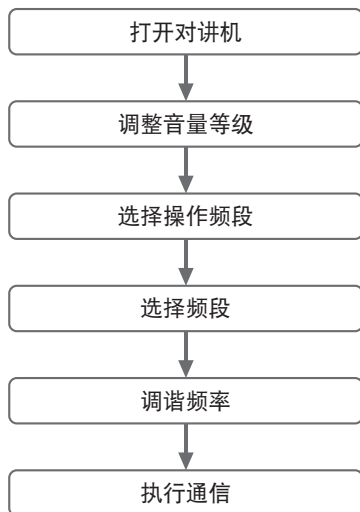 打开对讲机
调整音量等级
选择操作频段
选择频段
调谐频率
执行通信